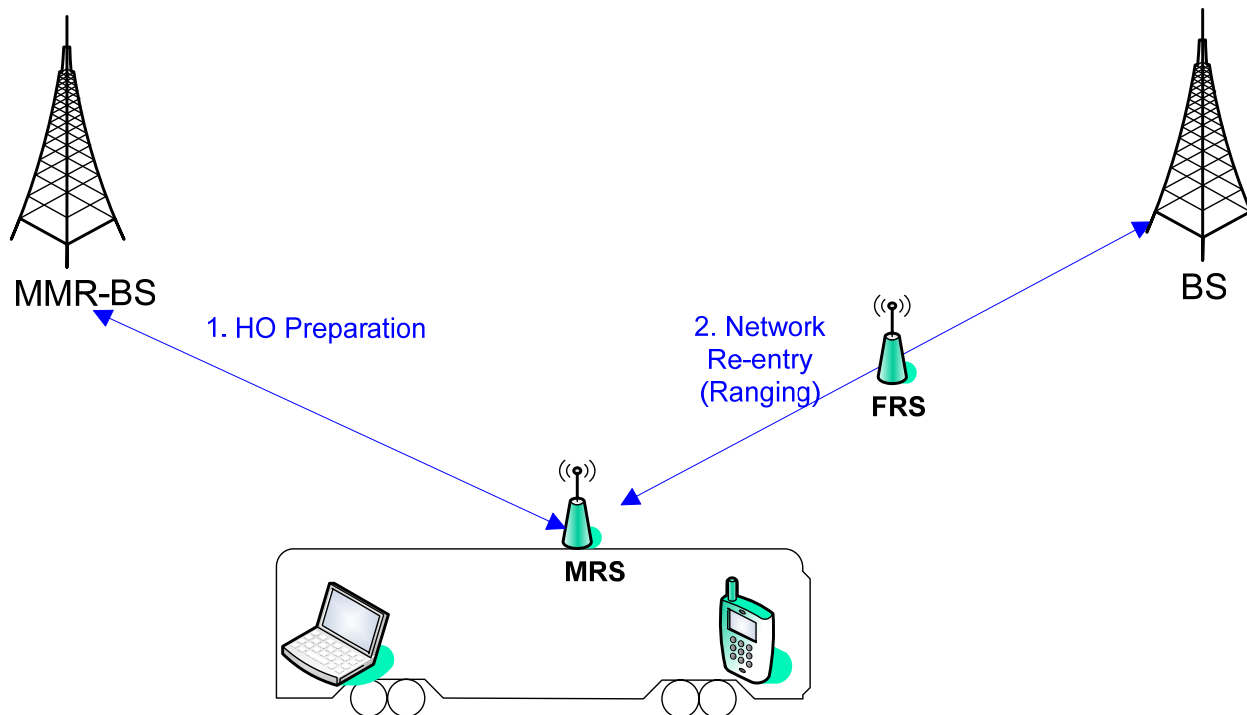 MMR-BS
BS
1. HO Preparation
2. Network
Re-entry
(Ranging)
FRS
MRS